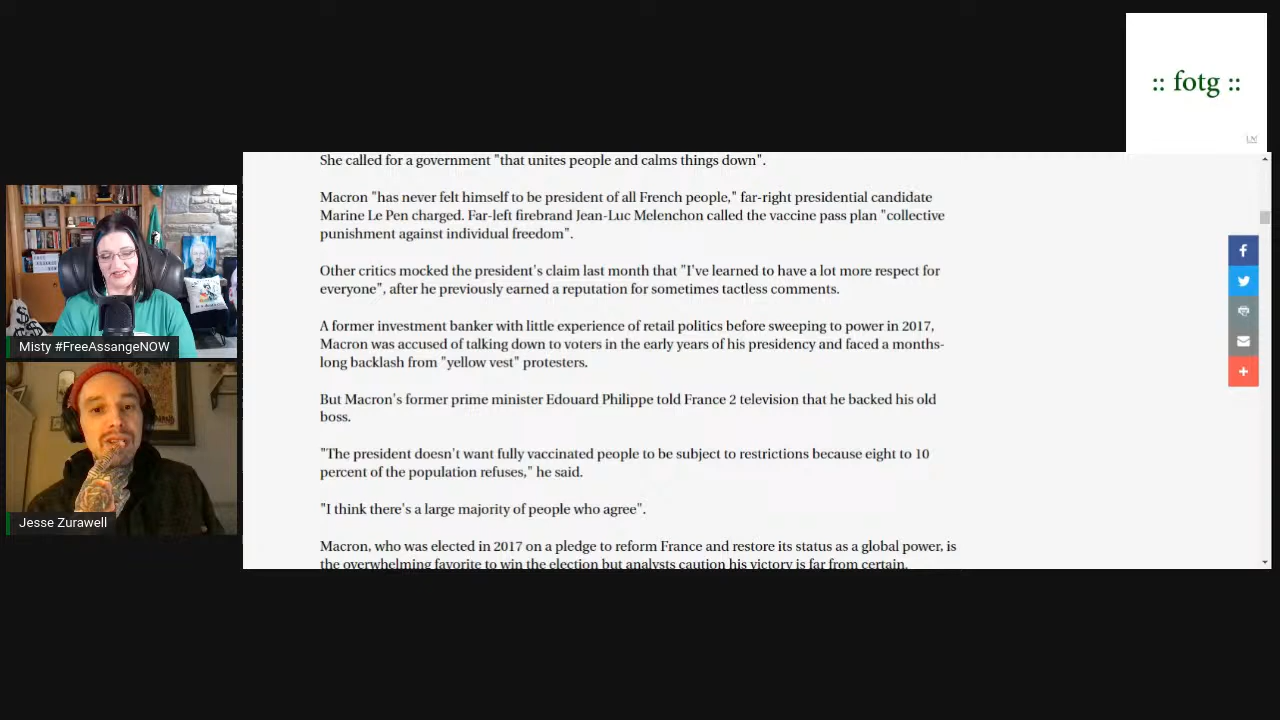 :: fotg ::
She called for a government "that unites people and calms things down".
Macron "has never felt himself to be president of all French people," far-right presidential candidate
Marine Le Pen charged. Far-left firebrand Jean-Luc Melenchon called the vaccine pass plan "collective
punishment against individual freedom".
Other critics mocked the president's claim last month that "I've learned to have a lot more respect for
everyone", after he previously earned a reputation for sometimes tactless comments.
A former investment banker with little experience of retail politics before sweeping to power in 2017,
Macron was accused of talking down to voters in the early years of his presidency and faced a months-
long backlash from "yellow vest" protesters.
But Macron's former prime minister Edouard Philippe told France 2 television that he backed his old
boss.
"The president doesn't want fully vaccinated people to be subject to restrictions because eight to 10
percent of the population refuses," he said.
"I think there's a large majority of people who agree".
Macron, who was elected in 2017 on a pledge to reform France and restore its status as a global power, is
the overwhelming favorite to win the election but analysts caution his victory is far from certain.
Misty #FreeAssangeNOW
Jesse Zurawell